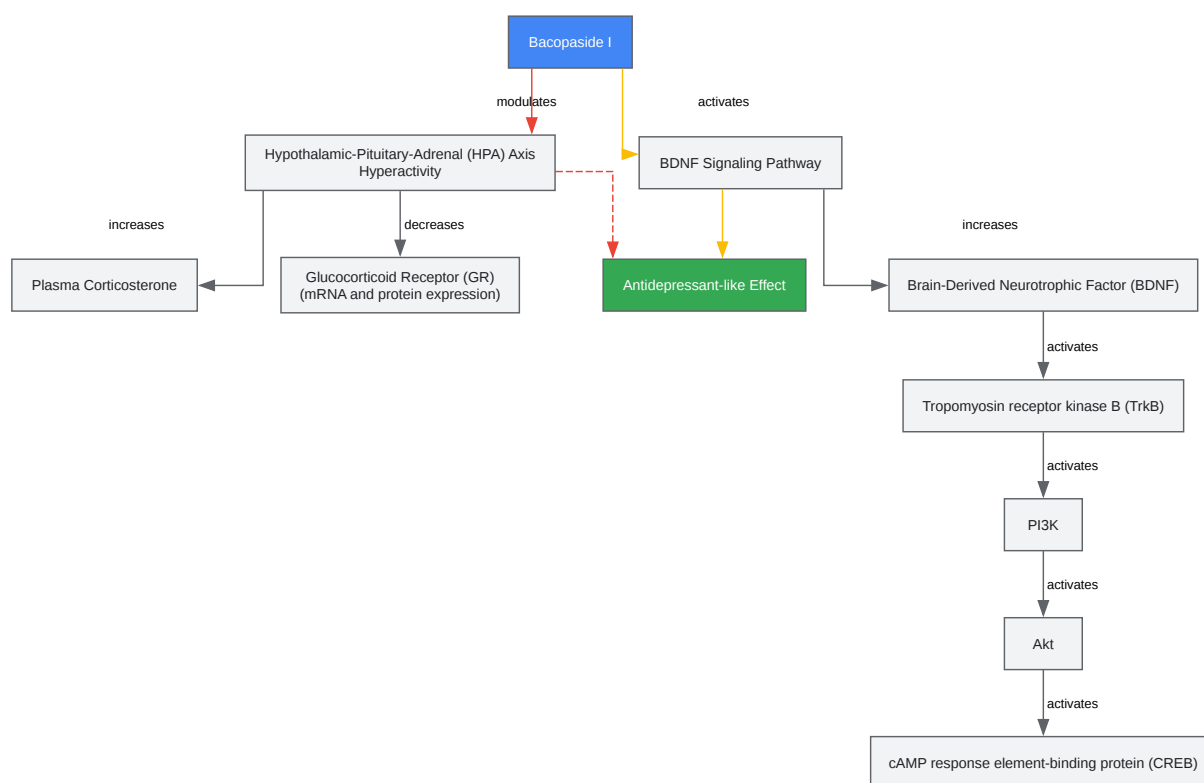 Bacopaside I
modulates
activates
Hypothalamic-Pituitary-Adrenal (HPA) Axis
Hyperactivity
BDNF Signaling Pathway
increases
decreases
increases
Plasma Corticosterone
Glucocorticoid Receptor (GR)
(mRNA and protein expression)
Antidepressant-like Effect
Brain-Derived Neurotrophic Factor (BDNF)
activates
Tropomyosin receptor kinase B (TrkB)
activates
PI3K
activates
Akt
activates
cAMP response element-binding protein (CREB)